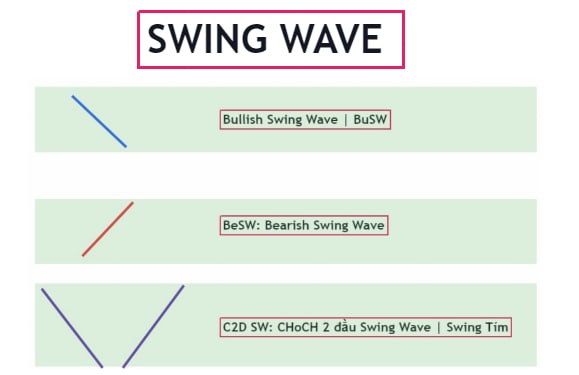 SWING WAVE
Bullish Swing Wave | BuSW
BeSW: Bearish Swing Wave
C2D SW: CHoCH 2 đầu Swing Wave | Swing Tím